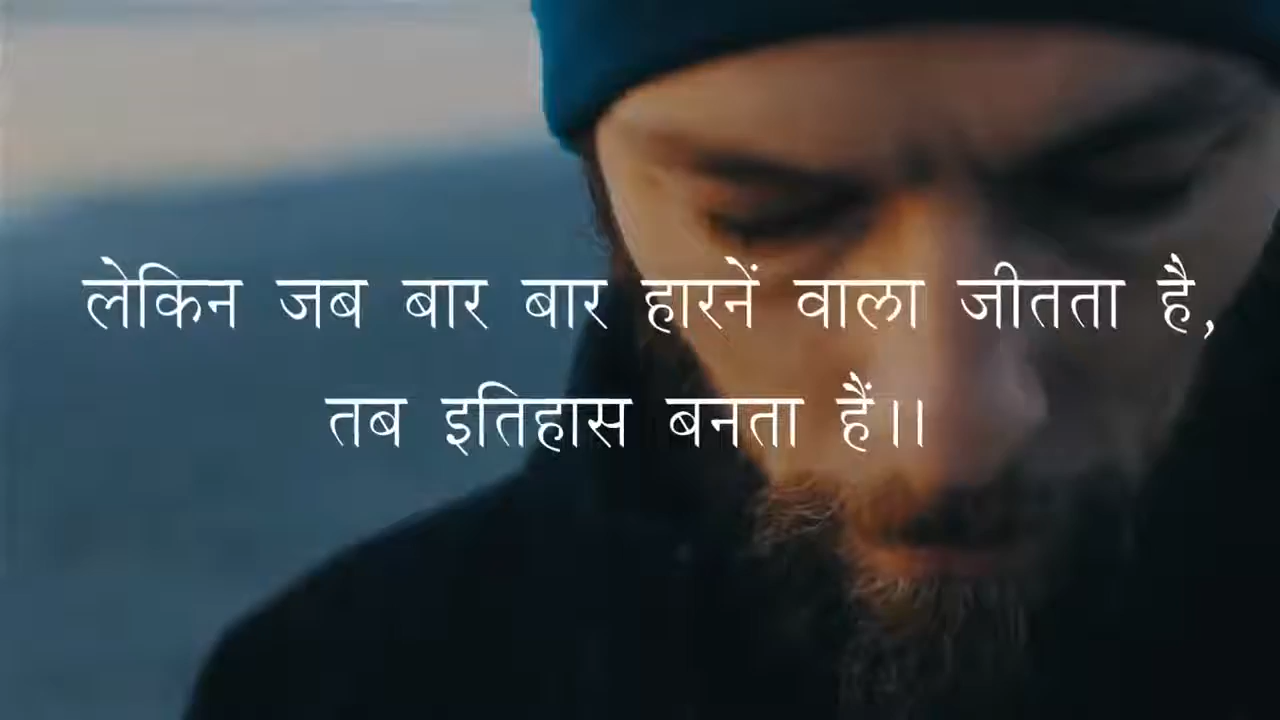 लेकिन जब बार बार हारनें वाला जीतता है,
तब इतिहास बनता हैं।।